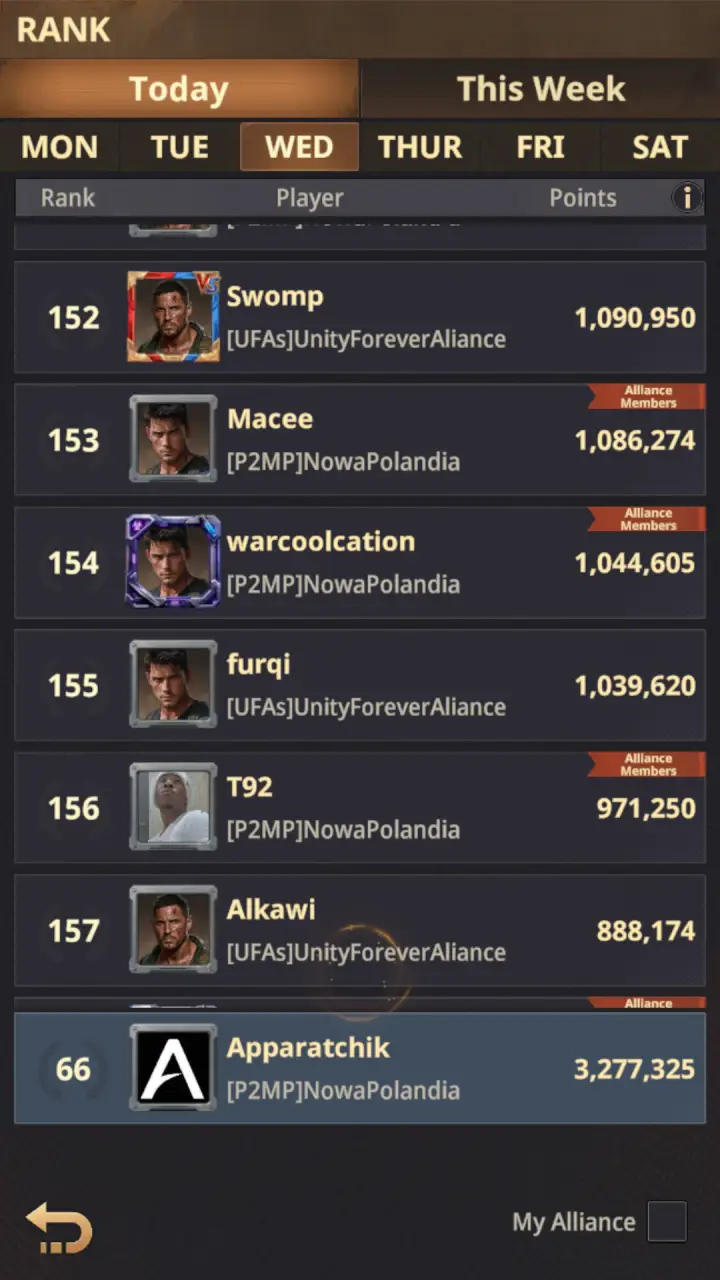 RANK
Today
This Week
MON TUE WED THUR FRI SAT
Rank Player Points i
152
Swomp
[UFAs]UnityForeverAlliance
1,090,950
Alliance
Members
153
Macee
[P2MP]NowaPolandia
1,086,274
Alliance
Members
154
warcoolcation
[P2MP]NowaPolandia
1,044,605
155
furqi
[UFAs]UnityForeverAlliance
1,039,620
Alliance
Members
156
T92
[P2MP]NowaPolandia
971,250
157
Alkawi
[UFAs]UnityForeverAlliance
888,174
Alliance
66
Apparatchik
[P2MP]NowaPolandia
3,277,325
My Alliance